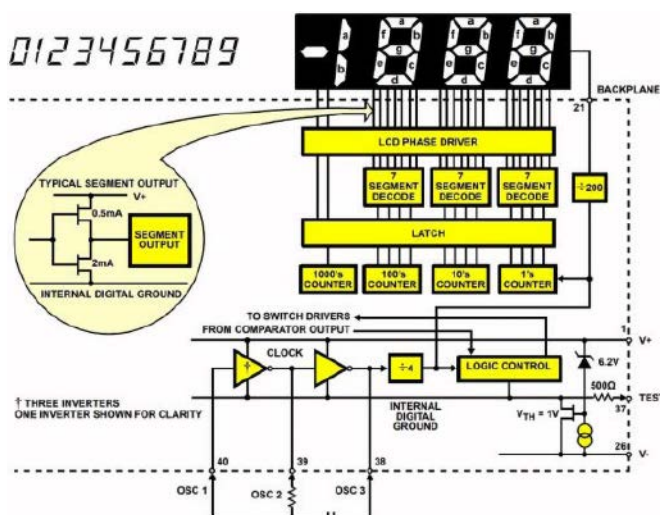 0123456789
a
b
a
f
b
g
e
c
d
a
f
b
g
e
c
d
a
f
b
g
e
c
d
BACKPLANE
21
LCD PHASE DRIVER
TYPICAL SEGMENT OUTPUT
V+
0.5mA
SEGMENT
OUTPUT
2mA
INTERNAL DIGITAL GROUND
7
SEGMENT
DECODE
7
SEGMENT
DECODE
7
SEGMENT
DECODE
÷200
LATCH
1000's
COUNTER
100's
COUNTER
10's
COUNTER
1's
COUNTER
TO SWITCH DRIVERS
FROM COMPARATOR OUTPUT
1
V+
CLOCK
†
÷4
LOGIC CONTROL
6.2V
500Ω
TEST
37
† THREE INVERTERS
ONE INVERTER SHOWN FOR CLARITY
INTERNAL
DIGITAL
GROUND
VTH = 1V
26
V-
40
39
38
OSC 1
OSC 2
OSC 3